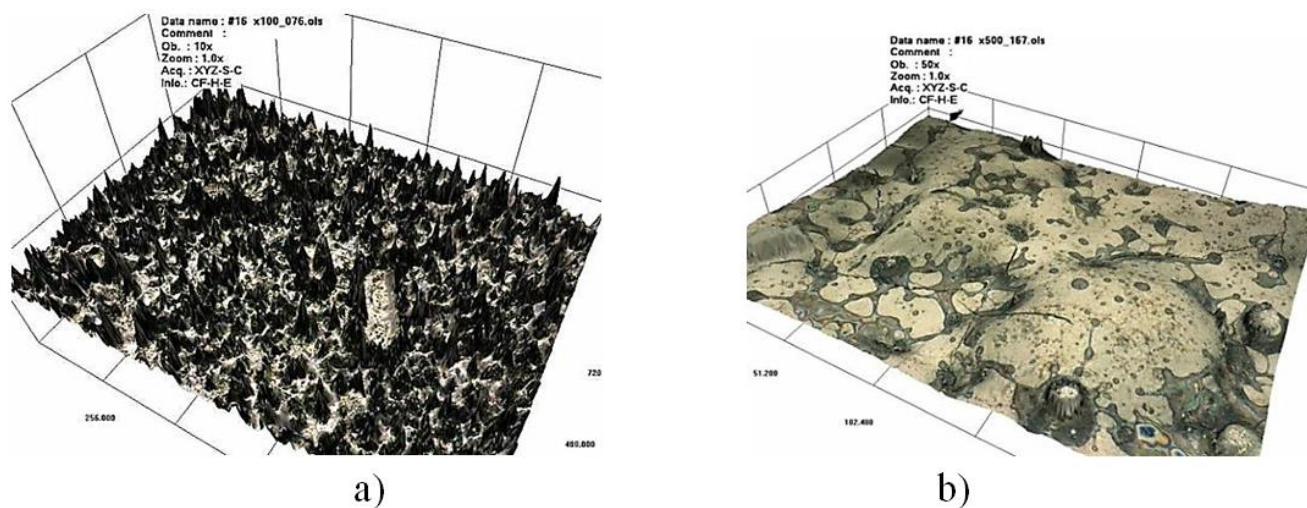 Data name : #16 x100_076.ols
Comment :
Ob. : 10x
Zoom : 1.0x
Acq. : XYZ-S-C
Info.: CF-H-E
256.000
720
480.000
a)
Data name : #16 x500_167.ols
Comment :
Ob. : 50x
Zoom : 1.0x
Acq. : XYZ-S-C
Info.: CF-H-E
51.200
102.400
b)